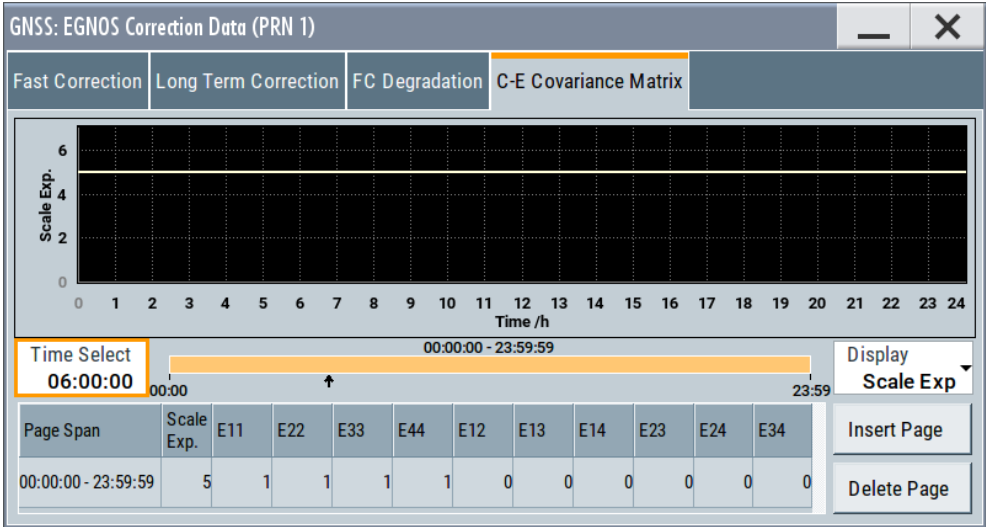 GNSS: EGNOS Correction Data (PRN 1)
Fast Correction Long Term Correction FC Degradation C-E Covariance Matrix
6
4
2
0
Scale Exp.
0 1 2 3 4 5 6 7 8 9 10 11 12 13 14 15 16 17 18 19 20 21 22 23 24
Time /h
Time Select
06:00:00
00:00:00 - 23:59:59
00:00 23:59
Display
Scale Exp
Page Span Scale Exp. E11 E22 E33 E44 E12 E13 E14 E23 E24 E34
00:00:00 - 23:59:59 5 1 1 1 1 0 0 0 0 0 0
Insert Page
Delete Page